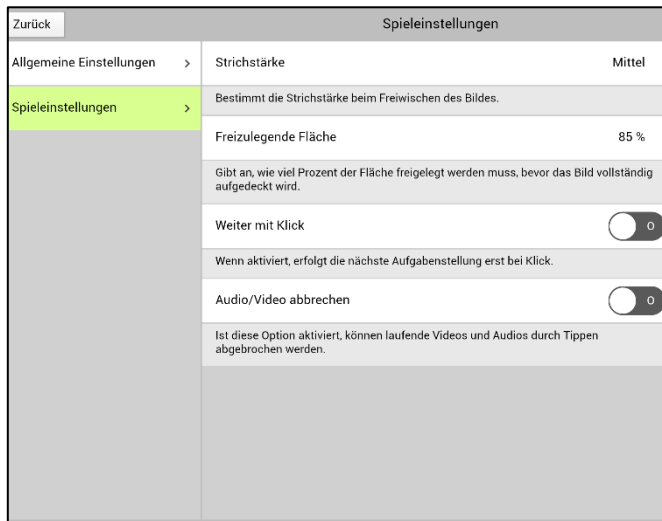 Zurück
Spieleinstellungen
Allgemeine Einstellungen >
Spieleinstellungen >
Strichstärke Mittel
Bestimmt die Strichstärke beim Freiwischen des Bildes.
Freizulegende Fläche 85 %
Gibt an, wie viel Prozent der Fläche freigelegt werden muss, bevor das Bild vollständig
aufgedeckt wird.
Weiter mit Klick O
Wenn aktiviert, erfolgt die nächste Aufgabenstellung erst bei Klick.
Audio/Video abbrechen O
Ist diese Option aktiviert, können laufende Videos und Audios durch Tippen
abgebrochen werden.